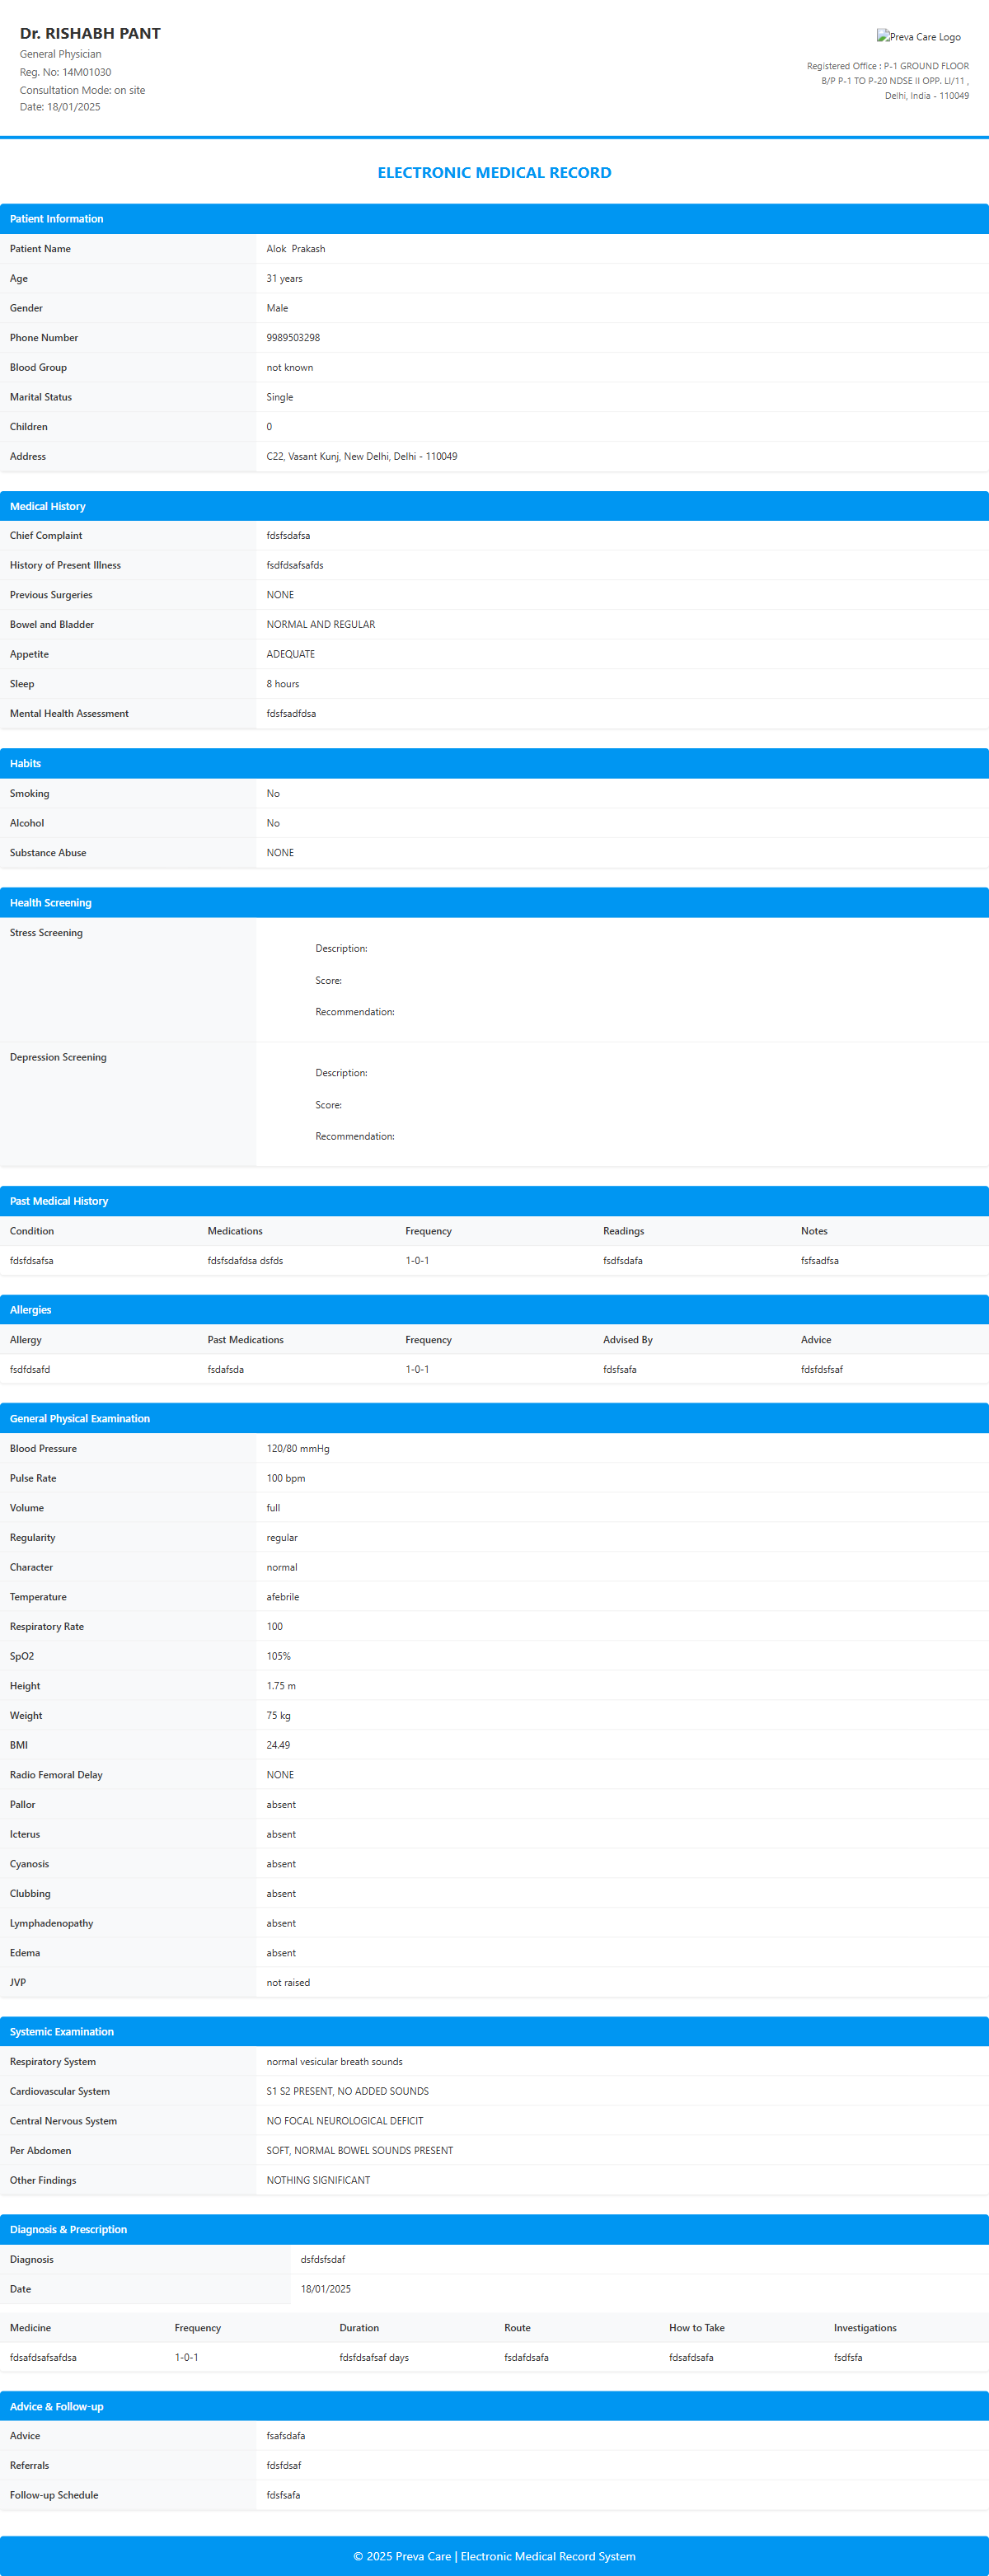 Dr. RISHABH PANT
General Physician
Reg. No: 14M01030
Consultation Mode: on site
Date: 18/01/2025
Preva Care Logo
Registered Office : P-1 GROUND FLOOR
B/P P-1 TO P-20 NDSE II OPP. LI/11 ,
Delhi, India - 110049
ELECTRONIC MEDICAL RECORD
Patient Information
Patient Name Alok Prakash
Age 31 years
Gender Male
Phone Number 9989503298
Blood Group not known
Marital Status Single
Children 0
Address C22, Vasant Kunj, New Delhi, Delhi - 110049
Medical History
Chief Complaint fdsfsdafsa
History of Present Illness fsdfdsafsafds
Previous Surgeries NONE
Bowel and Bladder NORMAL AND REGULAR
Appetite ADEQUATE
Sleep 8 hours
Mental Health Assessment fdsfsadfdsa
Habits
Smoking No
Alcohol No
Substance Abuse NONE
Health Screening
Stress Screening
Description:
Score:
Recommendation:
Depression Screening
Description:
Score:
Recommendation:
Past Medical History
Condition Medications Frequency Readings Notes
fdsfdsafsa fdsfsdafdsa dsfds 1-0-1 fsdfsdafa fsfsadfsa
Allergies
Allergy Past Medications Frequency Advised By Advice
fsdfdsafd fsdafsda 1-0-1 fdsfsafa fdsfdsfsaf
General Physical Examination
Blood Pressure 120/80 mmHg
Pulse Rate 100 bpm
Volume full
Regularity regular
Character normal
Temperature afebrile
Respiratory Rate 100
SpO2 105%
Height 1.75 m
Weight 75 kg
BMI 24.49
Radio Femoral Delay NONE
Pallor absent
Icterus absent
Cyanosis absent
Clubbing absent
Lymphadenopathy absent
Edema absent
JVP not raised
Systemic Examination
Respiratory System normal vesicular breath sounds
Cardiovascular System S1 S2 PRESENT, NO ADDED SOUNDS
Central Nervous System NO FOCAL NEUROLOGICAL DEFICIT
Per Abdomen SOFT, NORMAL BOWEL SOUNDS PRESENT
Other Findings NOTHING SIGNIFICANT
Diagnosis & Prescription
Diagnosis dsfdsfsdaf
Date 18/01/2025
Medicine Frequency Duration Route How to Take Investigations
fdsafdsafsafdsa 1-0-1 fdsfdsafsaf days fsdafdsafa fdsafdsafa fsdfsfa
Advice & Follow-up
Advice fsafsdafa
Referrals fdsfdsaf
Follow-up Schedule fdsfsafa
© 2025 Preva Care | Electronic Medical Record System